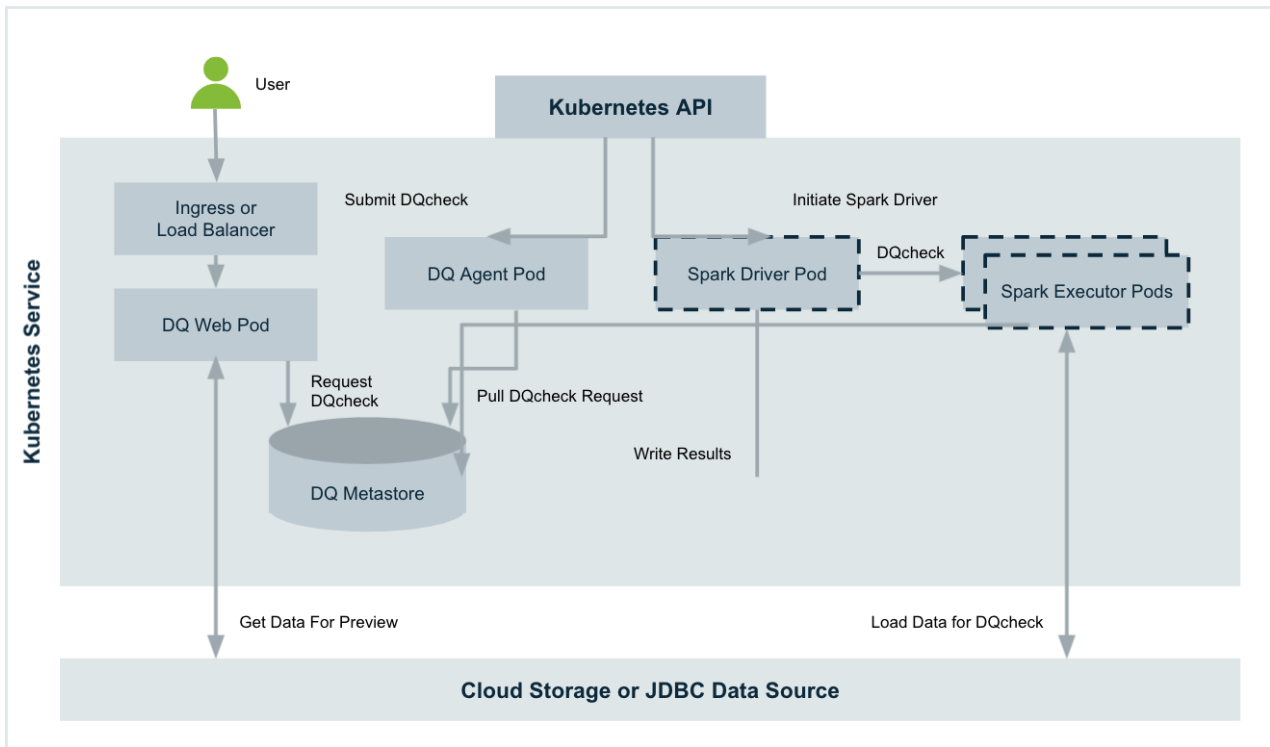 User
Kubernetes API
Ingress or
Load Balancer
Submit DQcheck
Initiate Spark Driver
DQ Agent Pod
Spark Driver Pod
DQcheck
Spark Executor Pods
DQ Web Pod
Request
DQcheck
Pull DQcheck Request
Write Results
DQ Metastore
Kubernetes Service
Get Data For Preview
Load Data for DQcheck
Cloud Storage or JDBC Data Source